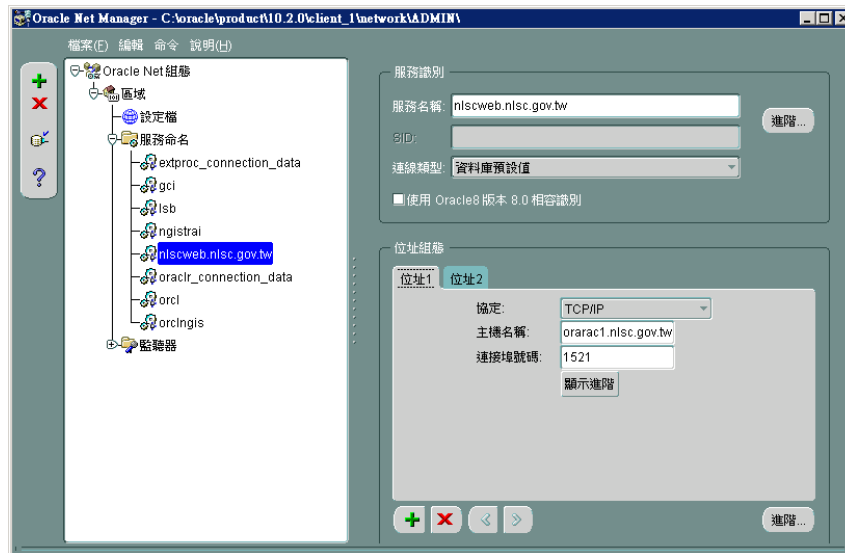 Oracle Net Manager - C:\oracle\product\10.2.0\client_1\network\ADMIN\
檔案(F) 編輯 命令 說明(H)
Oracle Net 組態
區域
設定檔
服務命名
extproc_connection_data
gci
lsb
ngistrai
nlscweb.nlsc.gov.tw
oraclr_connection_data
orcl
orclngis
監聽器
服務識別
服務名稱: nlscweb.nlsc.gov.tw
進階...
SID:
連線類型: 資料庫預設值
使用 Oracle8 版本 8.0 相容識別
位址組態
位址1 位址2
協定: TCP/IP
主機名稱: orarac1.nlsc.gov.tw
連接埠號碼: 1521
顯示進階
進階...